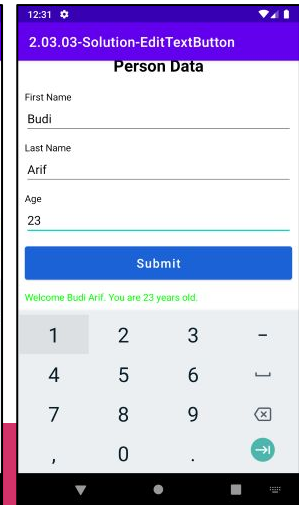 12:31
2.03.03-Solution-EditTextButton
Person Data
First Name
Budi
Last Name
Arif
Age
23
Submit
Welcome Budi Arif. You are 23 years old.
1 2 3 -
4 5 6
7 8 9
, 0 .